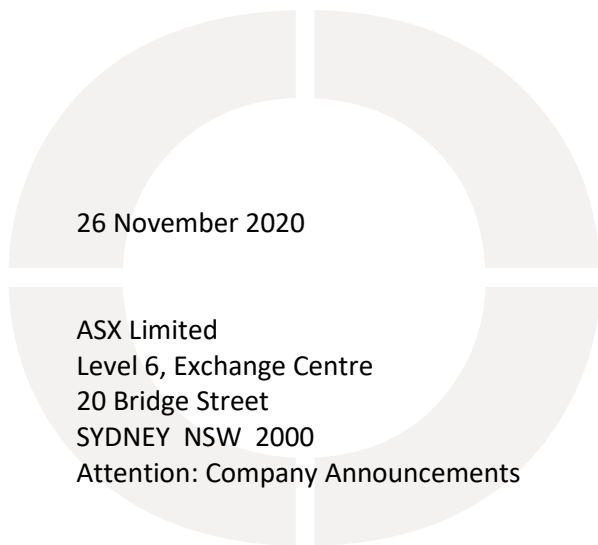 26 November 2020
ASX Limited
Level 6, Exchange Centre
20 Bridge Street
SYDNEY  NSW  2000
Attention: Company Announcements